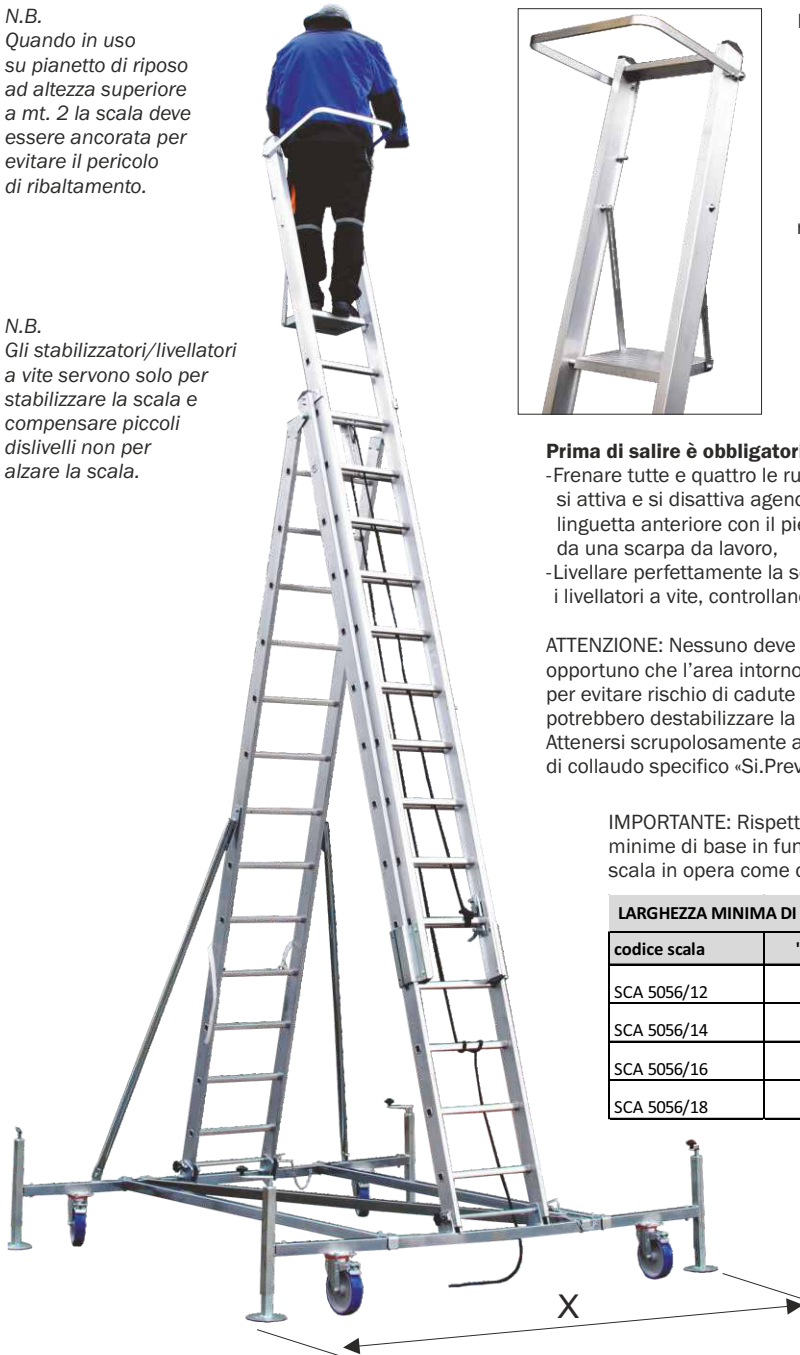 N.B.
Quando in uso
su pianetto di riposo
ad altezza superiore
a mt. 2 la scala deve
essere ancorata per
evitare il pericolo
di ribaltamento.
N.B.
Gli stabilizzatori/livellatori
a vite servono solo per
stabilizzare la scala e
compensare piccoli
dislivelli non per
alzare la scala.
Prima di salire è obbligatori
-Frenare tutte e quattro le ru
si attiva e si disattiva agend
linguetta anteriore con il pie
da una scarpa da lavoro,
-Livellare perfettamente la s
i livellatori a vite, controlland
ATTENZIONE: Nessuno deve
opportuno che l'area intorno
per evitare rischio di cadute
potrebbero destabilizzare la
Attenersi scrupolosamente a
di collaudo specifico «Si.Prev
IMPORTANTE: Rispett
minime di base in fun
scala in opera come d
LARGHEZZA MINIMA DI
codice scala
SCA 5056/12
SCA 5056/14
SCA 5056/16
SCA 5056/18
X